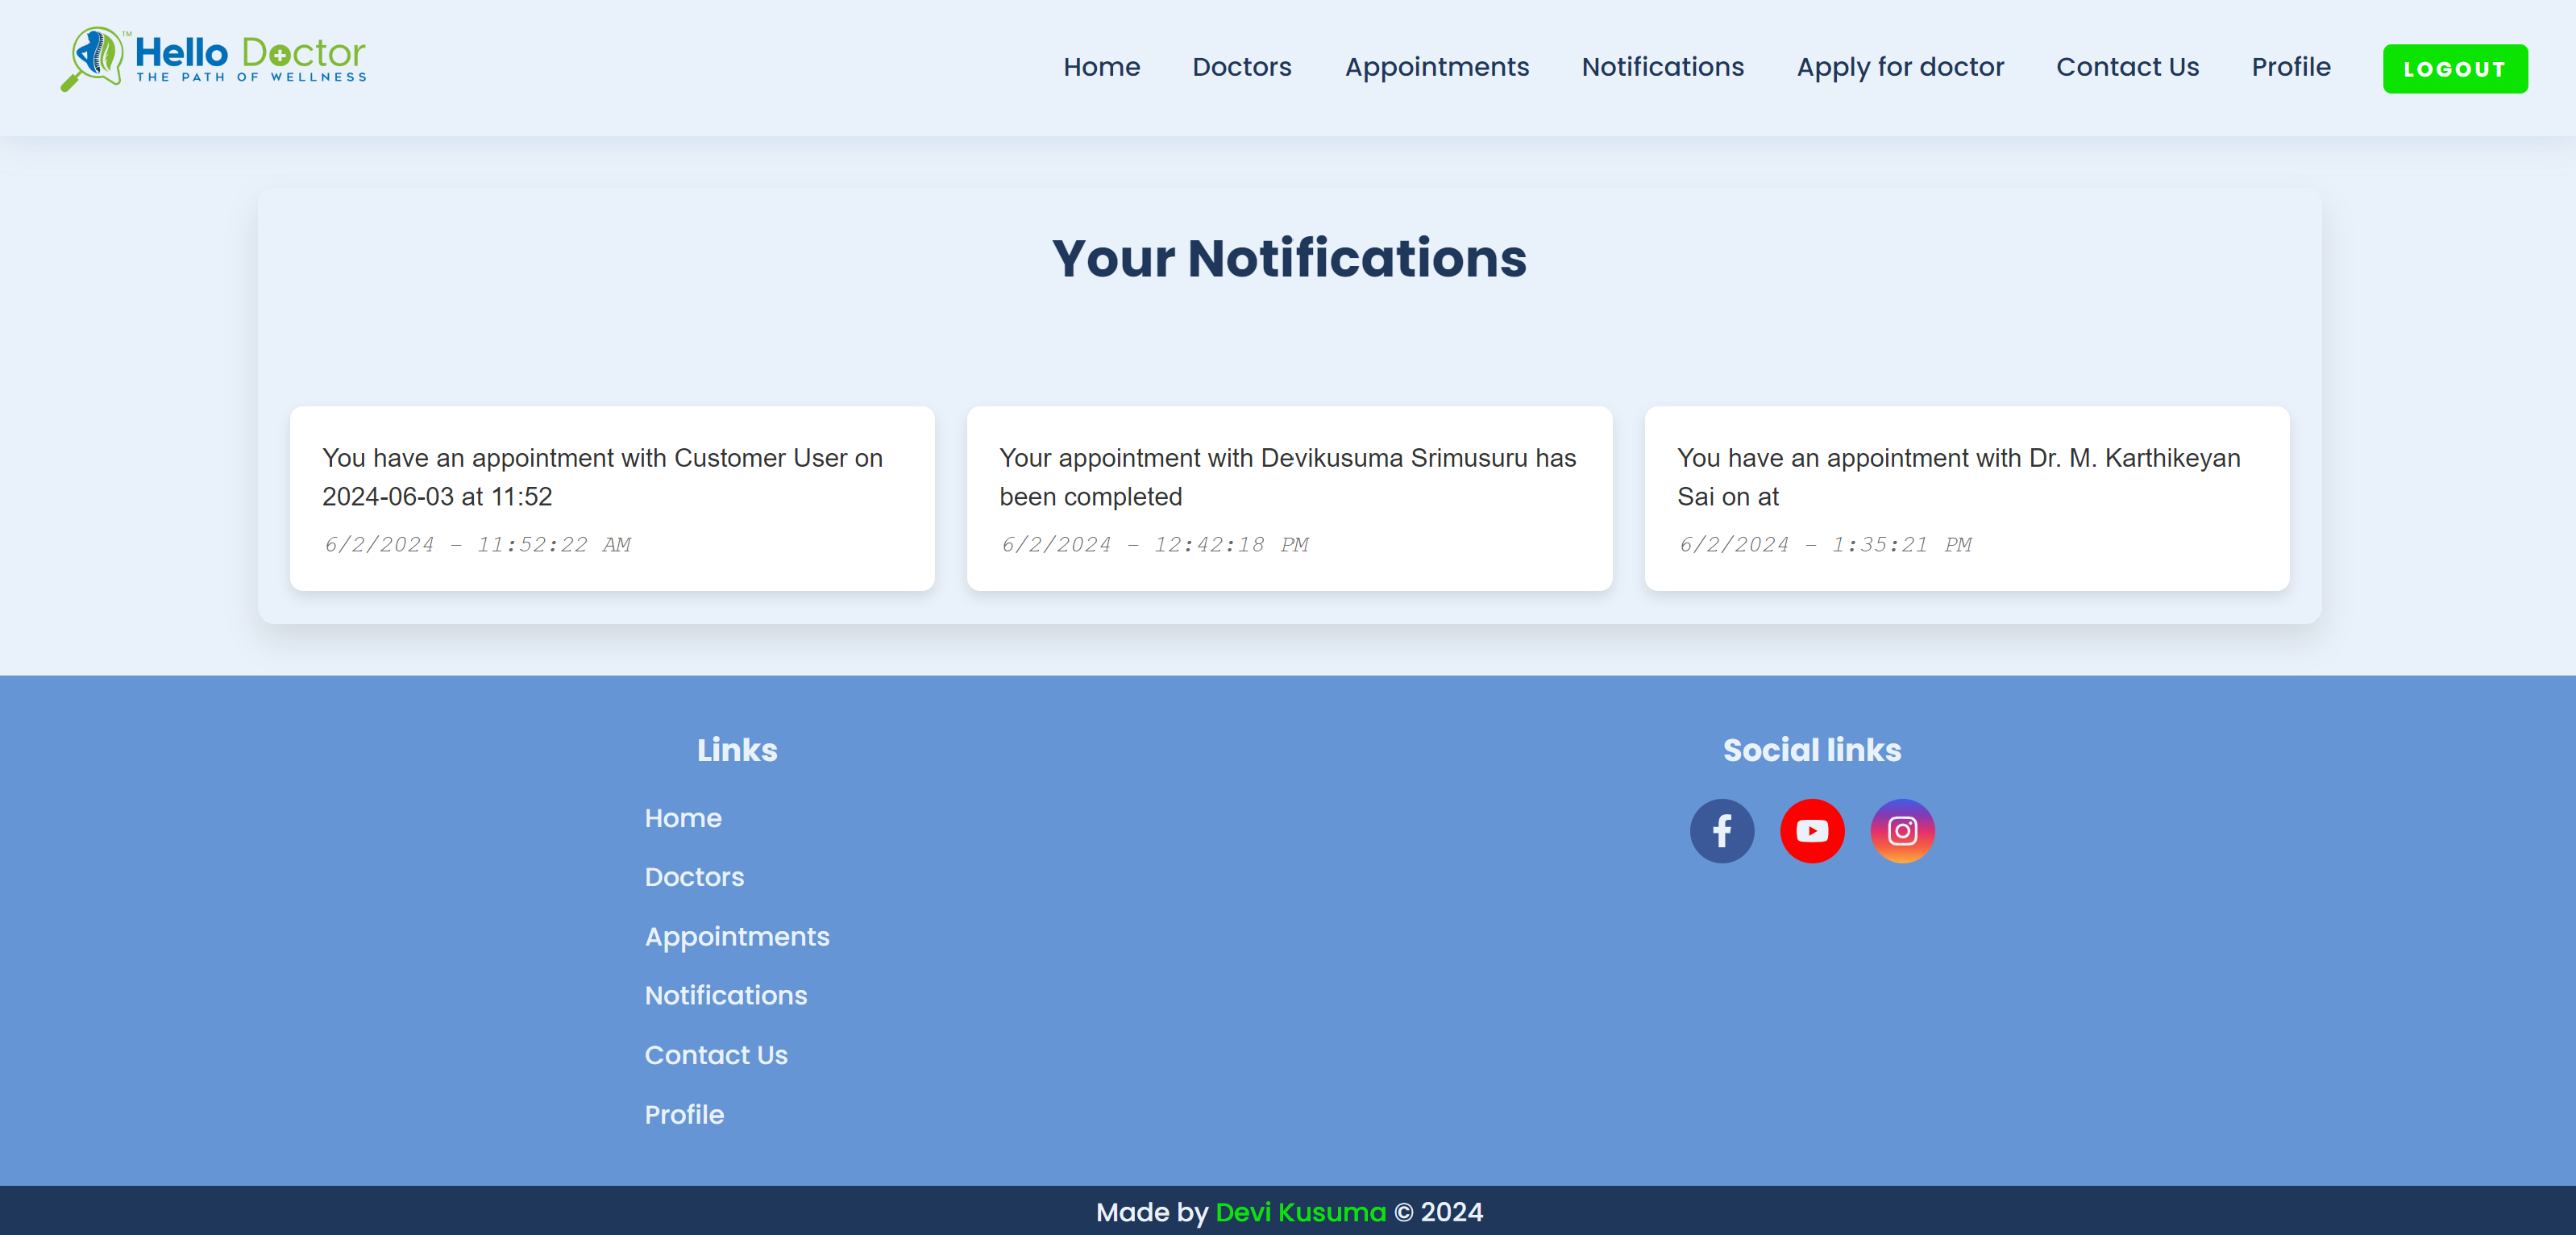 Hello Doctor
TM
THE PATH OF WELLNESS
Home
Doctors
Appointments
Notifications
Apply for doctor
Contact Us
Profile
LOGOUT
Your Notifications
You have an appointment with Customer User on
2024-06-03 at 11:52
6/2/2024 - 11:52:22 AM
Your appointment with Devikusuma Srimusuru has
been completed
6/2/2024 - 12:42:18 PM
You have an appointment with Dr. M. Karthikeyan
Sai on at
6/2/2024 - 1:35:21 PM
Links
Home
Doctors
Appointments
Notifications
Contact Us
Profile
Social links
Made by Devi Kusuma © 2024